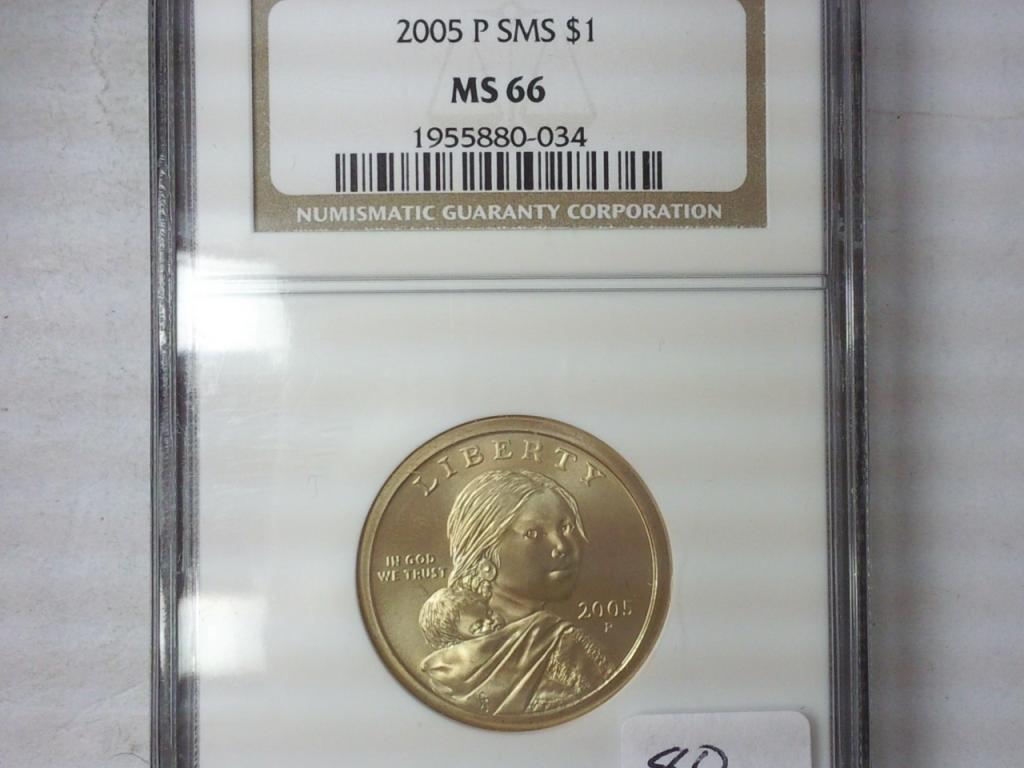 2005 P SMS $1
MS 66
1955880-034
NUMISMATIC GUARANTY CORPORATION
LIBERTY
IN GOD
WE TRUST
2005
P